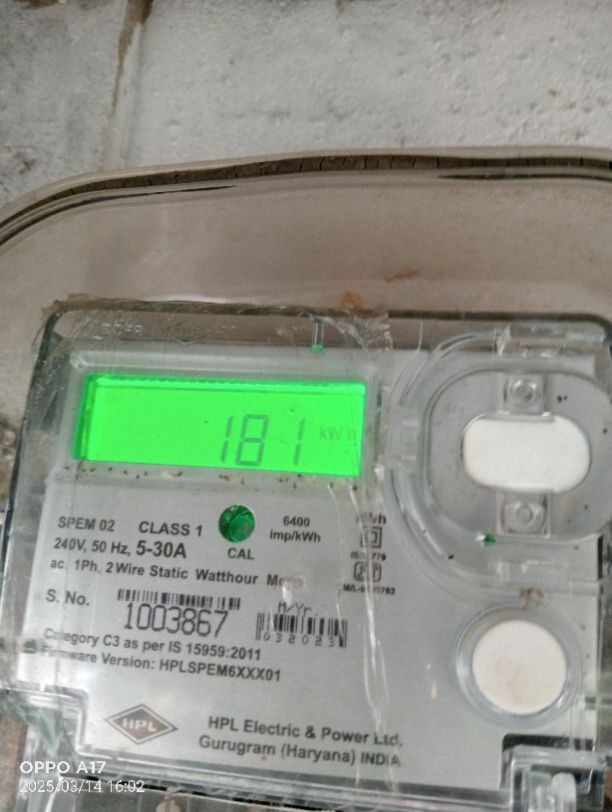 181 kWh
SPEM 02 CLASS 1 6400 imp/kWh
240V, 50 Hz, 5-30A CAL
ac, 1Ph. 2 Wire Static Watthour
S. No. 1003867 M/Yr. 032023
Category C3 as per IS 15959:2011
Version: HPLSPEM6XXX01
HPL
HPL Electric & Power Ltd.
Gurugram (Haryana) INDIA
OPPO A17
2025/03/14 16:02